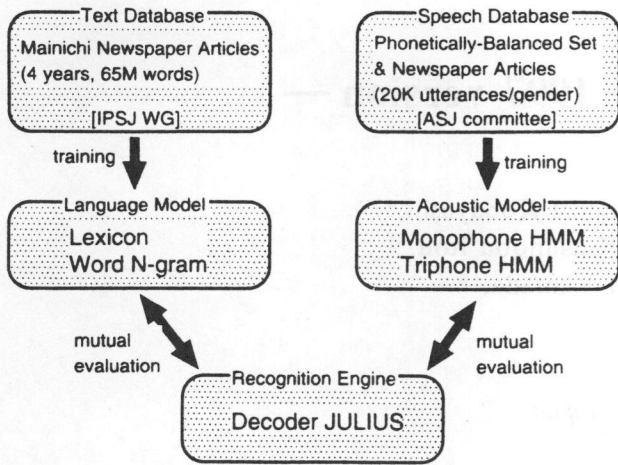 Text Database
Mainichi Newspaper Articles
(4 years, 65M words)
[IPSJ WG]
Speech Database
Phonetically-Balanced Set
& Newspaper Articles
(20K utterances/gender)
[ASJ committee]
training
training
Language Model
Lexicon
Word N-gram
Acoustic Model
Monophone HMM
Triphone HMM
mutual
evaluation
mutual
evaluation
Recognition Engine
Decoder JULIUS